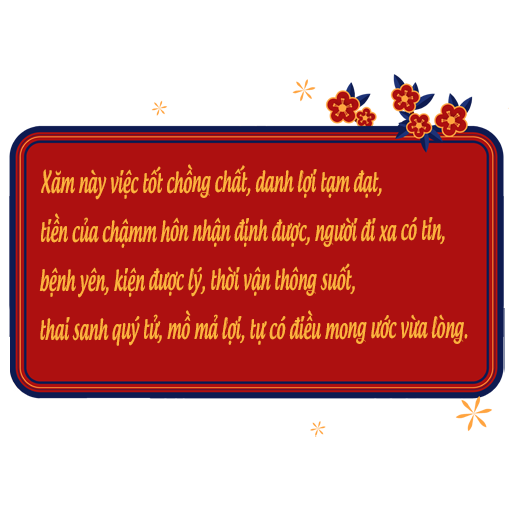 Xăm này việc tốt chồng chất, danh lợi tạm đạt,
tiền của chậmm hôn nhận định được, người đi xa có tin,
bệnh yên, kiện được lý, thời vận thông suốt,
thai sanh quý tử, mồ mả lợi, tự có điều mong ước vừa lòng.